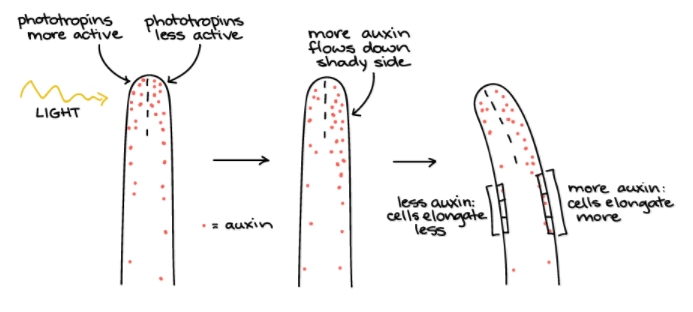 phototropins
more active
phototropins
less active
LIGHT
more auxin
flows down
shady side
= auxin
less auxin:
cells elongate
less
more auxin:
cells elongate
more